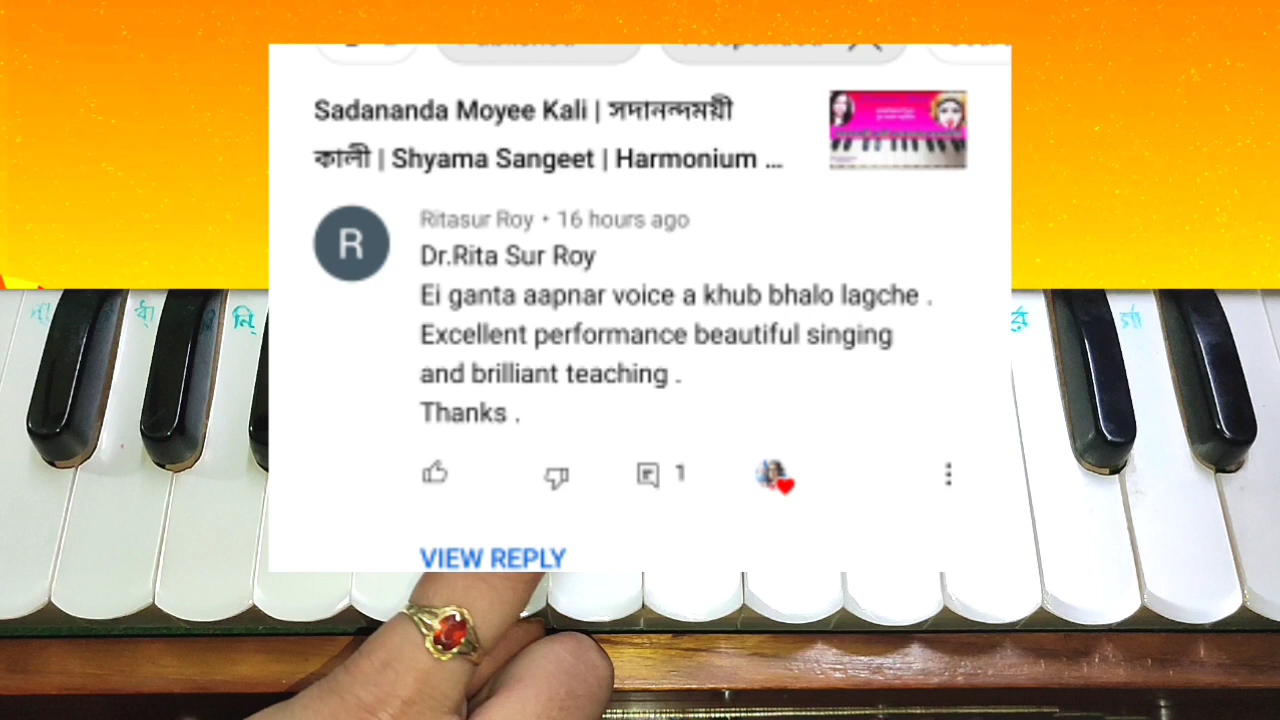 Sadananda Moyee Kali | সদানন্দময়ী
কালী | Shyama Sangeet | Harmonium ...
R
Ritasur Roy • 16 hours ago
Dr.Rita Sur Roy
Ei ganta aapnar voice a khub bhalo lagche .
Excellent performance beautiful singing
and brilliant teaching .
Thanks .
1
VIEW REPLY
নি়